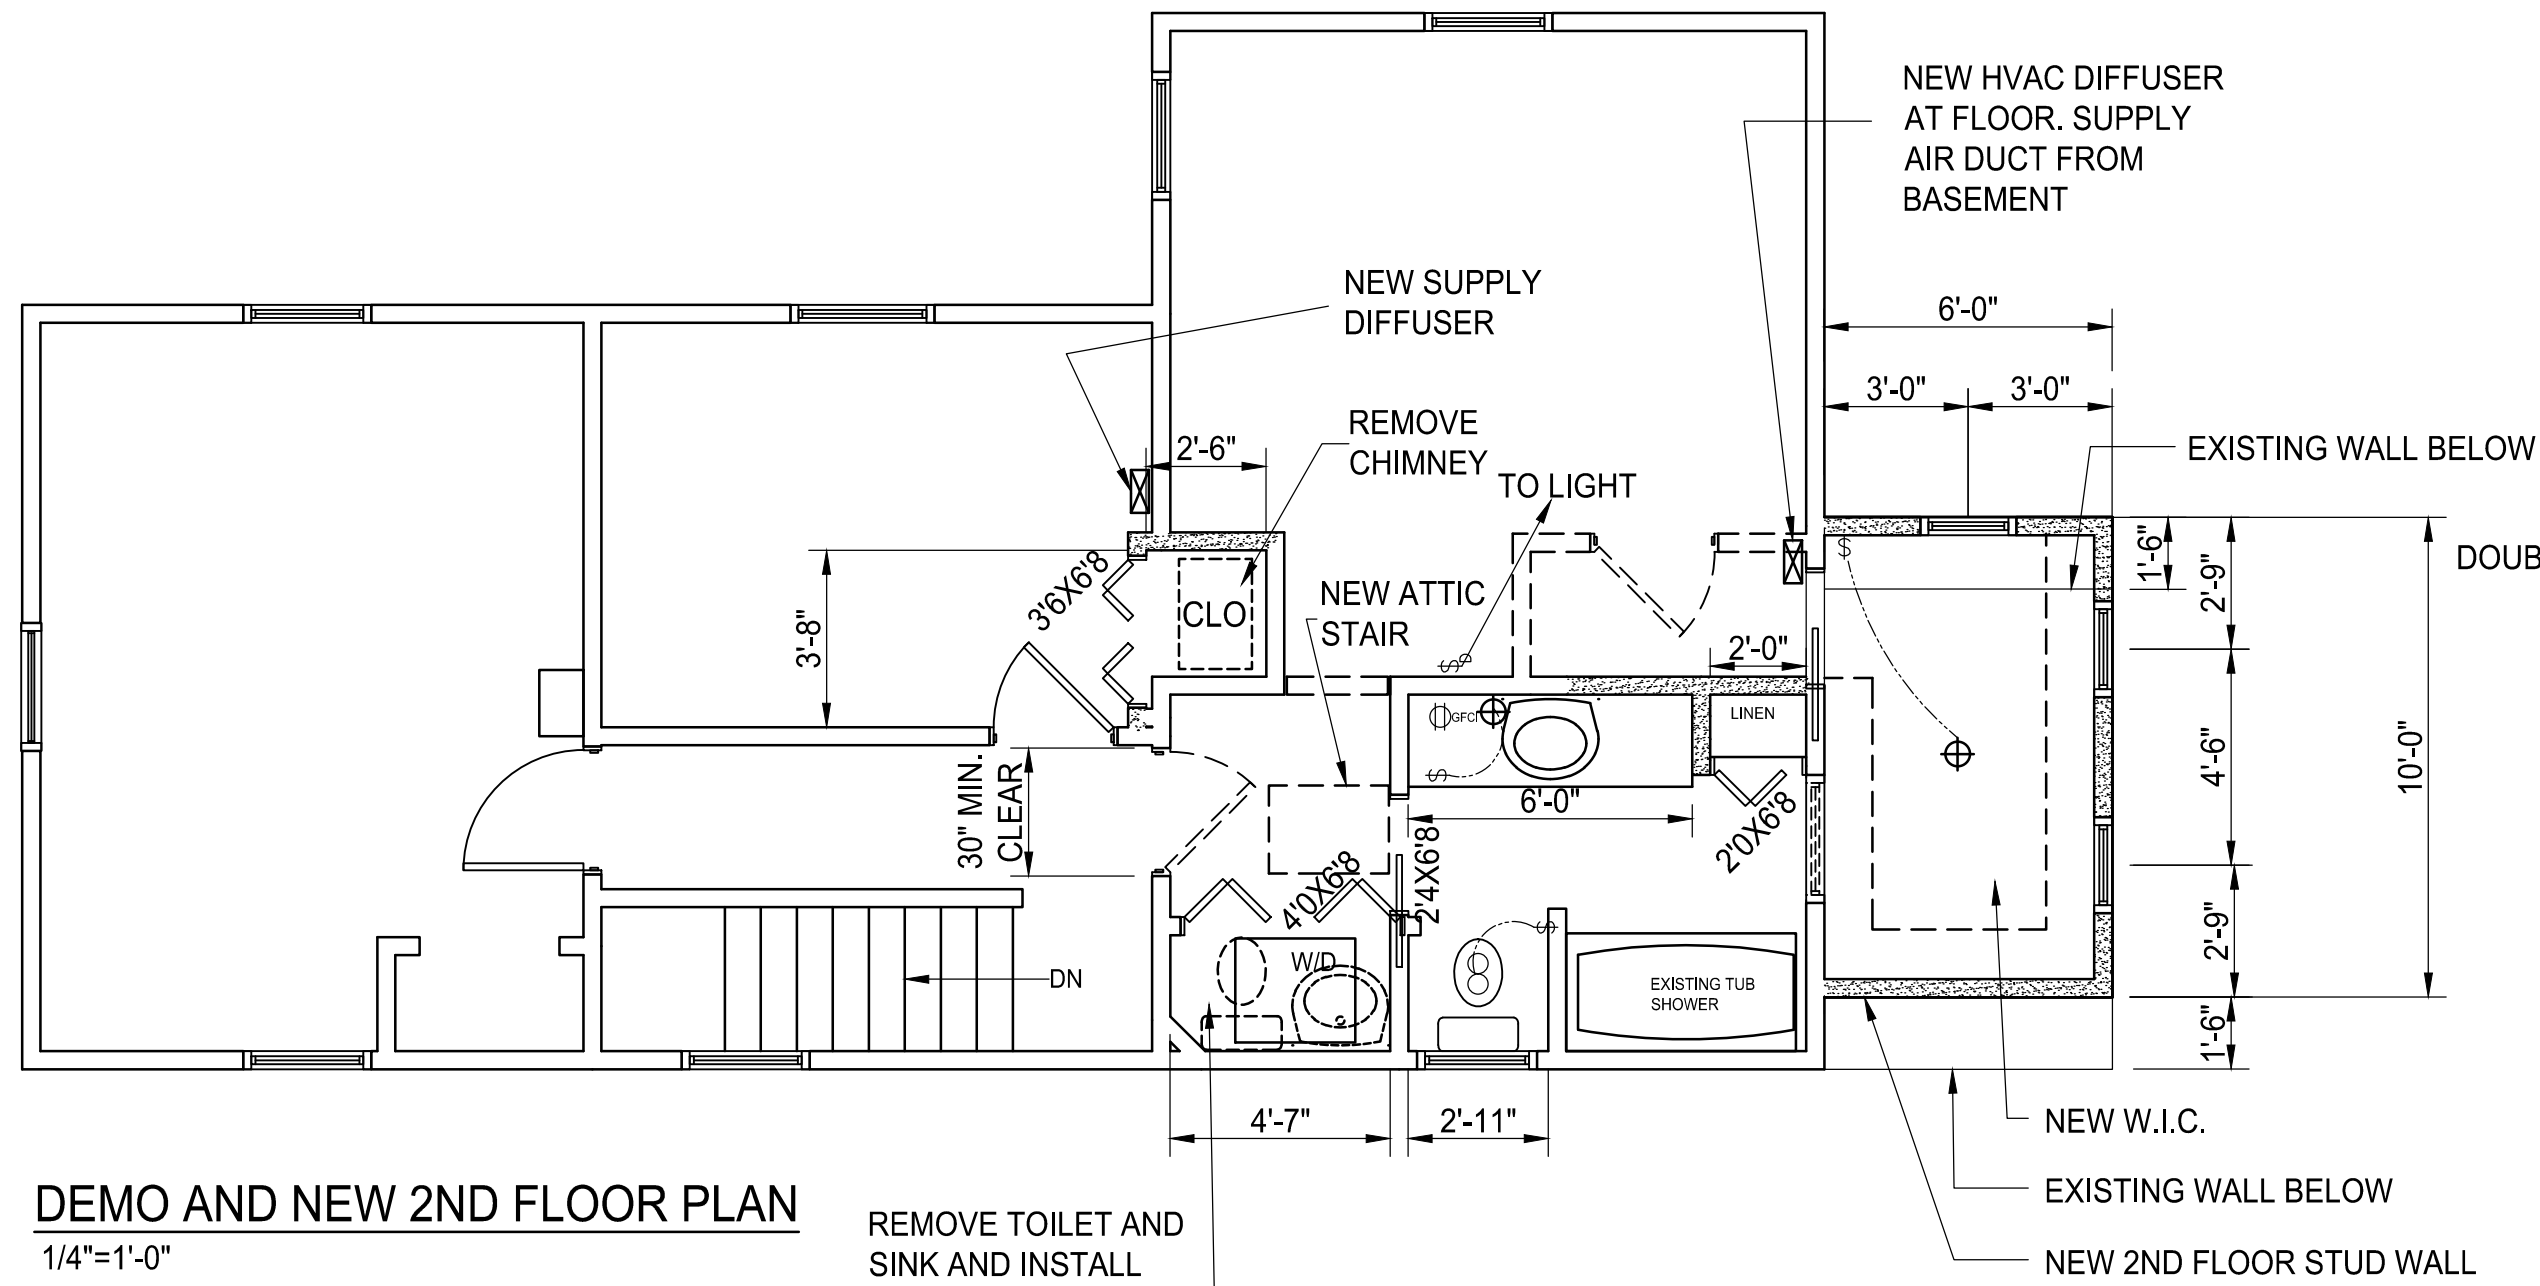 NEW HVAC DIFFUSER
AT FLOOR. SUPPLY
AIR DUCT FROM
BASEMENT
NEW SUPPLY
DIFFUSER
6'-0"
3'-0"
3'-0"
REMOVE
CHIMNEY
2'-6"
EXISTING WALL BELOW
TO LIGHT
DOUB
1'-6"
2'-9"
3'6X6'8
CLO
NEW ATTIC
STAIR
3'-8"
$
$D
2'-0"
LINEN
GFCI
$
6'-0"
4'-6"
10'-0"
30" MIN.
CLEAR
2'0X6'8
2'4X6'8
4'0X6'8
$
W/D
DN
EXISTING TUB
SHOWER
2'-9"
1'-6"
4'-7"
2'-11"
NEW W.I.C.
EXISTING WALL BELOW
NEW 2ND FLOOR STUD WALL
DEMO AND NEW 2ND FLOOR PLAN
1/4"=1'-0"
REMOVE TOILET AND
SINK AND INSTALL